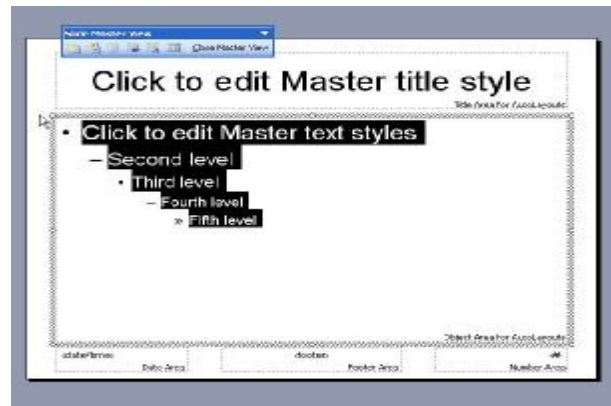 Slide Master View
Close Master View
Click to edit Master title style
Title Area for AutoLayouts
• Click to edit Master text styles
– Second level
• Third level
– Fourth level
» Fifth level
Object Area for AutoLayouts
<date/time>
<footer>
<#>
Date Area
Footer Area
Number Area